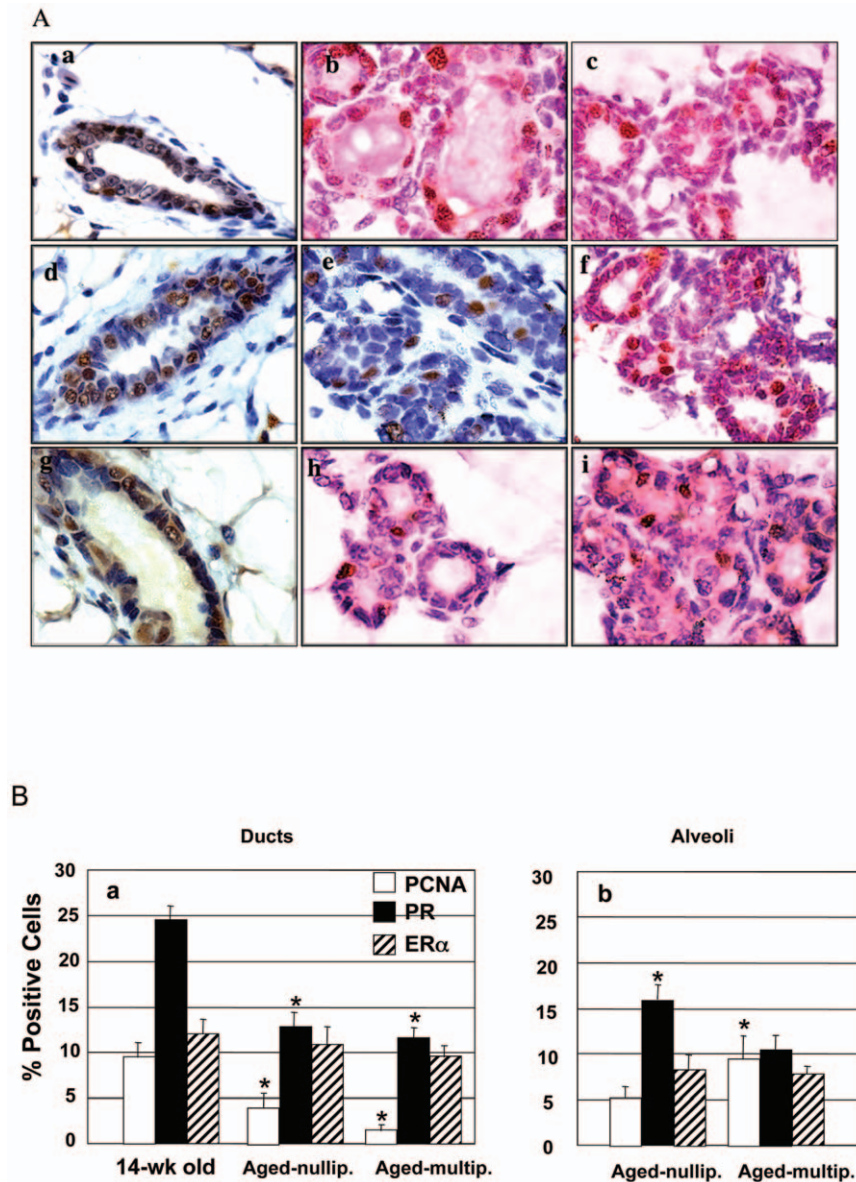 A
a
b
c
d
e
f
g
h
i
B
Ducts
Alveoli
% Positive Cells
30
25
20
15
10
5
0
a
PCNA
PR
ERα
*
*
*
*
14-wk old
Aged-nullip.
Aged-multip.
30
25
20
15
10
5
0
b
*
*
Aged-nullip.
Aged-multip.